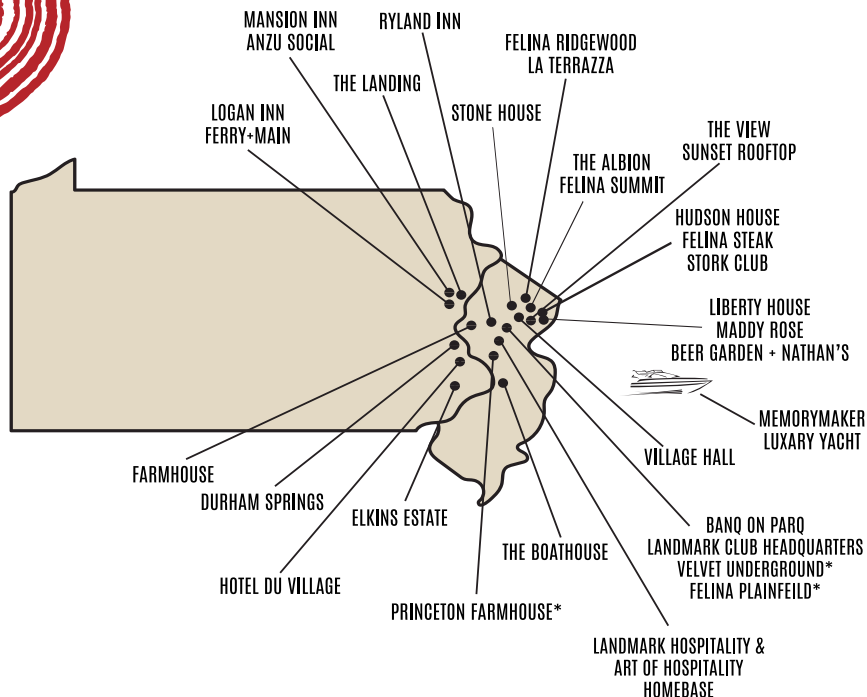 MANSION INN
ANZU SOCIAL
RYLAND INN
FELINA RIDGEWOOD
LA TERRAZZA
THE LANDING
LOGAN INN
FERRY+MAIN
STONE HOUSE
THE VIEW
SUNSET ROOFTOP
THE ALBION
FELINA SUMMIT
HUDSON HOUSE
FELINA STEAK
STORK CLUB
LIBERTY HOUSE
MADDY ROSE
BEER GARDEN + NATHAN'S
MEMORYMAKER
LUXARY YACHT
VILLAGE HALL
FARMHOUSE
DURHAM SPRINGS
ELKINS ESTATE
THE BOATHOUSE
BANQ ON PARQ
LANDMARK CLUB HEADQUARTERS
VELVET UNDERGROUND*
FELINA PLAINFEILD*
HOTEL DU VILLAGE
PRINCETON FARMHOUSE*
LANDMARK HOSPITALITY &
ART OF HOSPITALITY
HOMEBASE